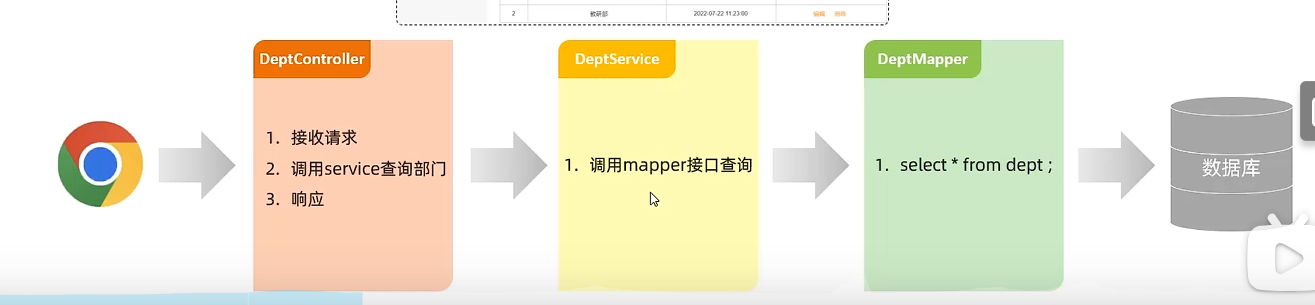 2 教研部 2022-07-22 11:23:00 编辑 删除
DeptController
1. 接收请求
2. 调用service查询部门
3. 响应
DeptService
1. 调用mapper接口查询
DeptMapper
1. select * from dept ;
数据库